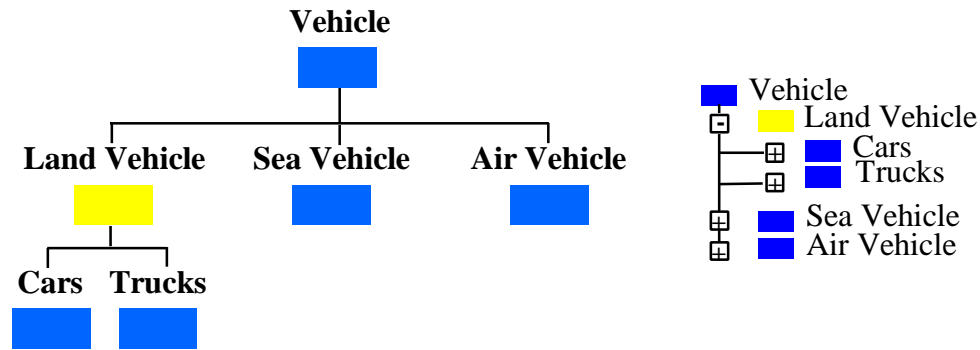 Vehicle
Land Vehicle Sea Vehicle Air Vehicle
Cars Trucks
Vehicle
- Land Vehicle
+ Cars
+ Trucks
+ Sea Vehicle
+ Air Vehicle